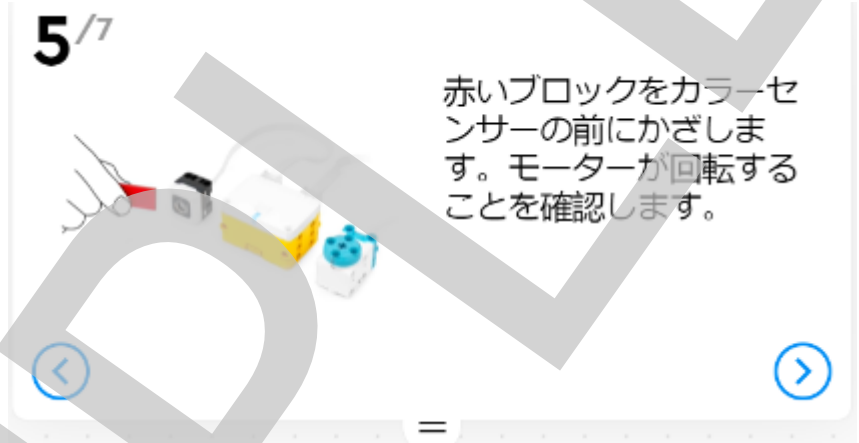 5/7
赤いブロックをカラーセ
ンサーの前にかざしま
す。モーターが回転する
ことを確認します。